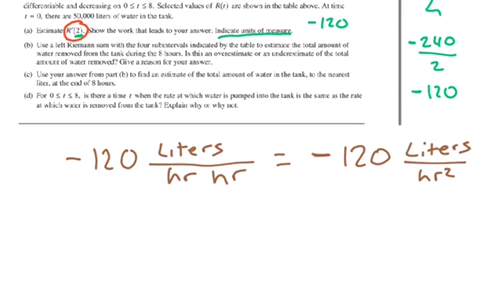 differentiable and decreasing on 0 ≤ t ≤ 8. Selected values of R(t) are shown in the table above. At time
t = 0, there are 50,000 liters of water in the tank.
-120
(a) Estimate R'(2). Show the work that leads to your answer. Indicate units of measure.
(b) Use a left Riemann sum with the four subintervals indicated by the table to estimate the total amount of
water removed from the tank during the 8 hours. Is this an overestimate or an underestimate of the total
amount of water removed? Give a reason for your answer.
(c) Use your answer from part (b) to find an estimate of the total amount of water in the tank, to the nearest
liter, at the end of 8 hours.
(d) For 0 ≤ t ≤ 8, is there a time t when the rate at which water is pumped into the tank is the same as the rate
at which water is removed from the tank? Explain why or why not.
-240
2
-120
-120 Liters / hr hr = -120 Liters / hr²